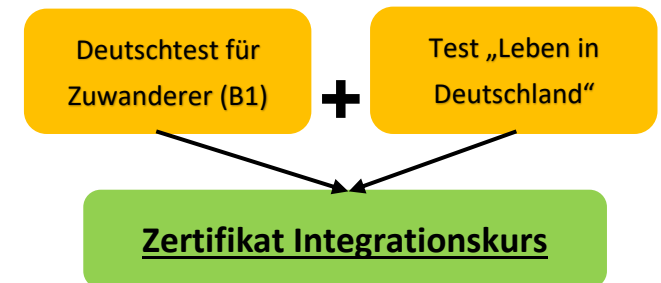 Deutschtest für
Zuwanderer (B1)
+
Test „Leben in
Deutschland“
Zertifikat Integrationskurs